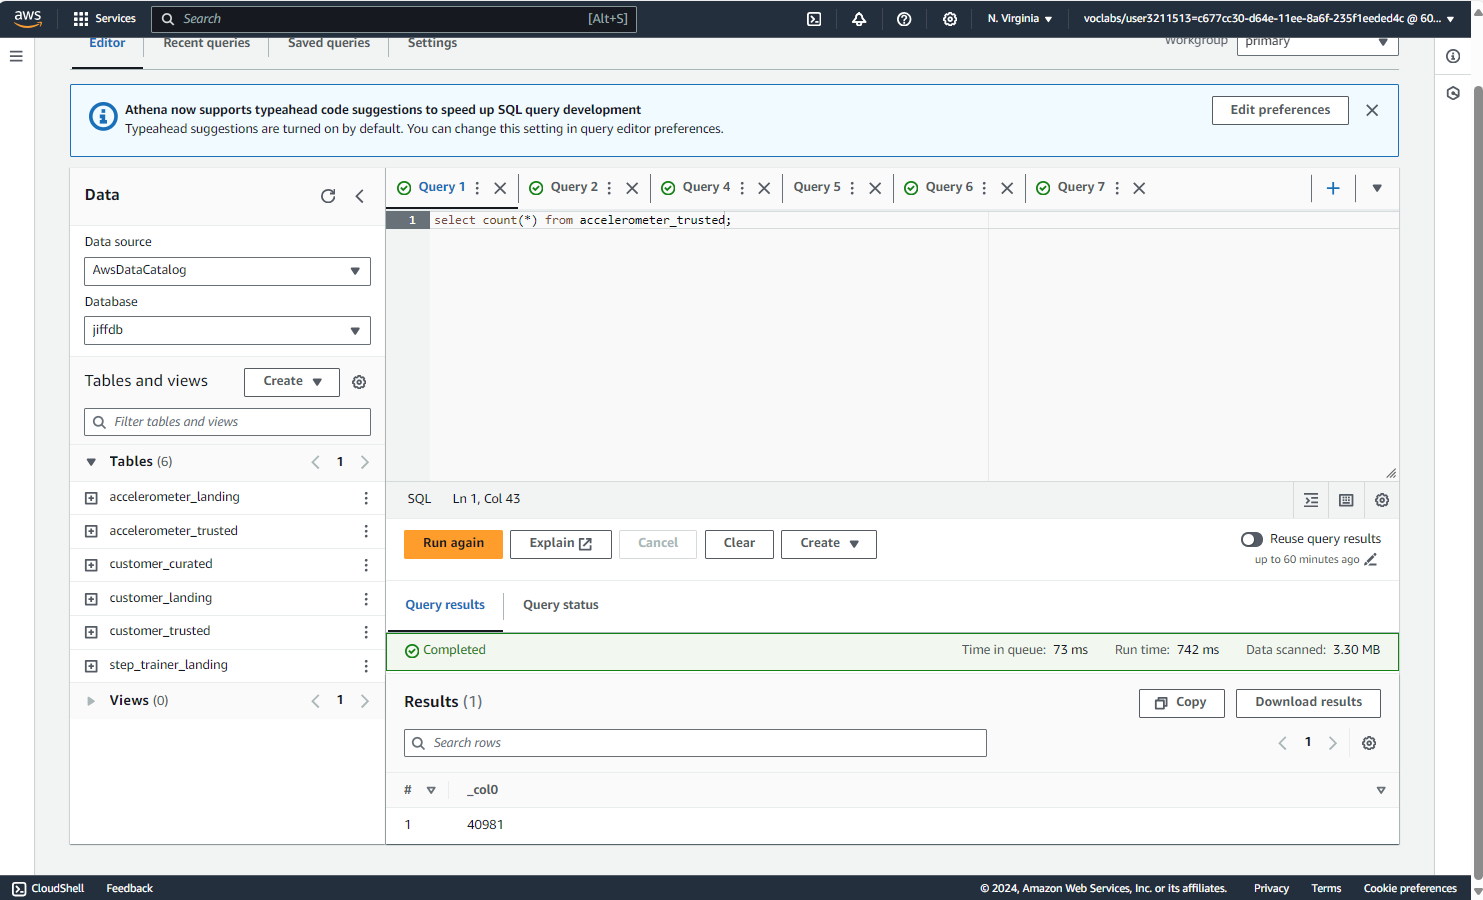 aws Services Search [Alt+S] N. Virginia voclabs/user3211513=c677cc30-d64e-11ee-8a6f-235f1eeded4c @ 60...
Editor Recent queries Saved queries Settings Workgroup primary
Athena now supports typeahead code suggestions to speed up SQL query development
Typeahead suggestions are turned on by default. You can change this setting in query editor preferences.
Edit preferences
Data
Data source
AwsDataCatalog
Database
jiffdb
Tables and views Create
Filter tables and views
Tables (6) 1
accelerometer_landing
accelerometer_trusted
customer_curated
customer_landing
customer_trusted
step_trainer_landing
Views (0) 1
Query 1 Query 2 Query 4 Query 5 Query 6 Query 7
1 select count(*) from accelerometer_trusted;
SQL Ln 1, Col 43
Run again Explain Cancel Clear Create
Reuse query results
up to 60 minutes ago
Query results Query status
Completed Time in queue: 73 ms Run time: 742 ms Data scanned: 3.30 MB
Results (1) Copy Download results
Search rows 1
# _col0
1 40981
CloudShell Feedback © 2024, Amazon Web Services, Inc. or its affiliates. Privacy Terms Cookie preferences